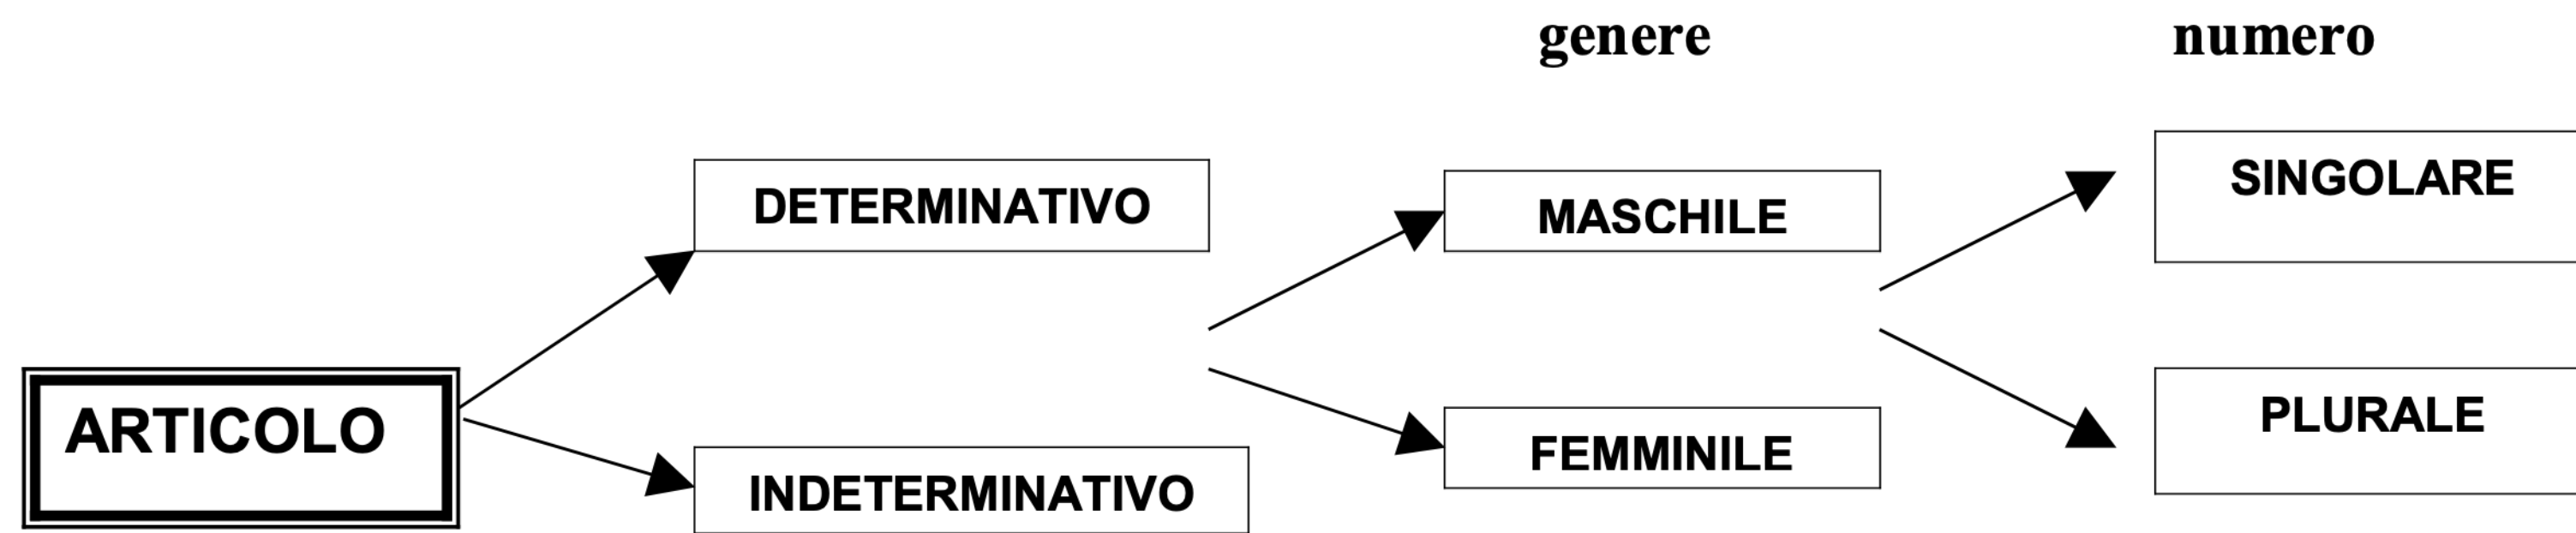 genere numero
DETERMINATIVO MASCHILE SINGOLARE
ARTICOLO INDETERMINATIVO FEMMINILE PLURALE